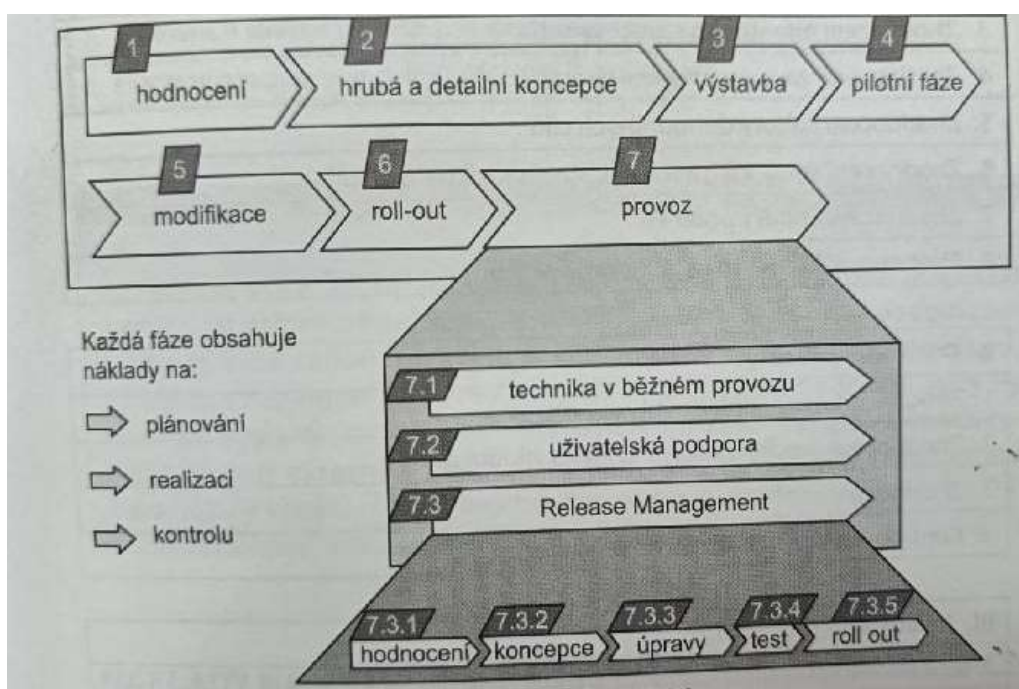 1
hodnocení
2
hrubá a detailní koncepce
3
výstavba
4
pilotní fáze
5
modifikace
6
roll-out
7
provoz
Každá fáze obsahuje
náklady na:
plánování
realizaci
kontrolu
7.1
technika v běžném provozu
7.2
uživatelská podpora
7.3
Release Management
7.3.1
hodnocení
7.3.2
koncepce
7.3.3
úpravy
7.3.4
test
7.3.5
roll out